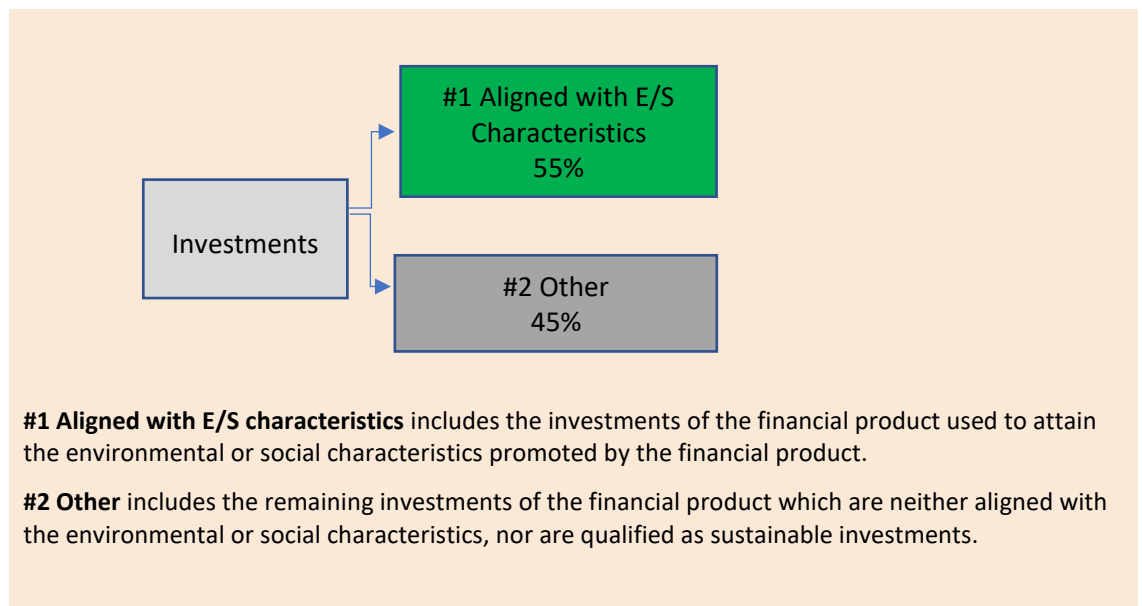 #1 Aligned with E/S
Characteristics
55%
Investments
#2 Other
45%
#1 Aligned with E/S characteristics includes the investments of the financial product used to attain
the environmental or social characteristics promoted by the financial product.
#2 Other includes the remaining investments of the financial product which are neither aligned with
the environmental or social characteristics, nor are qualified as sustainable investments.